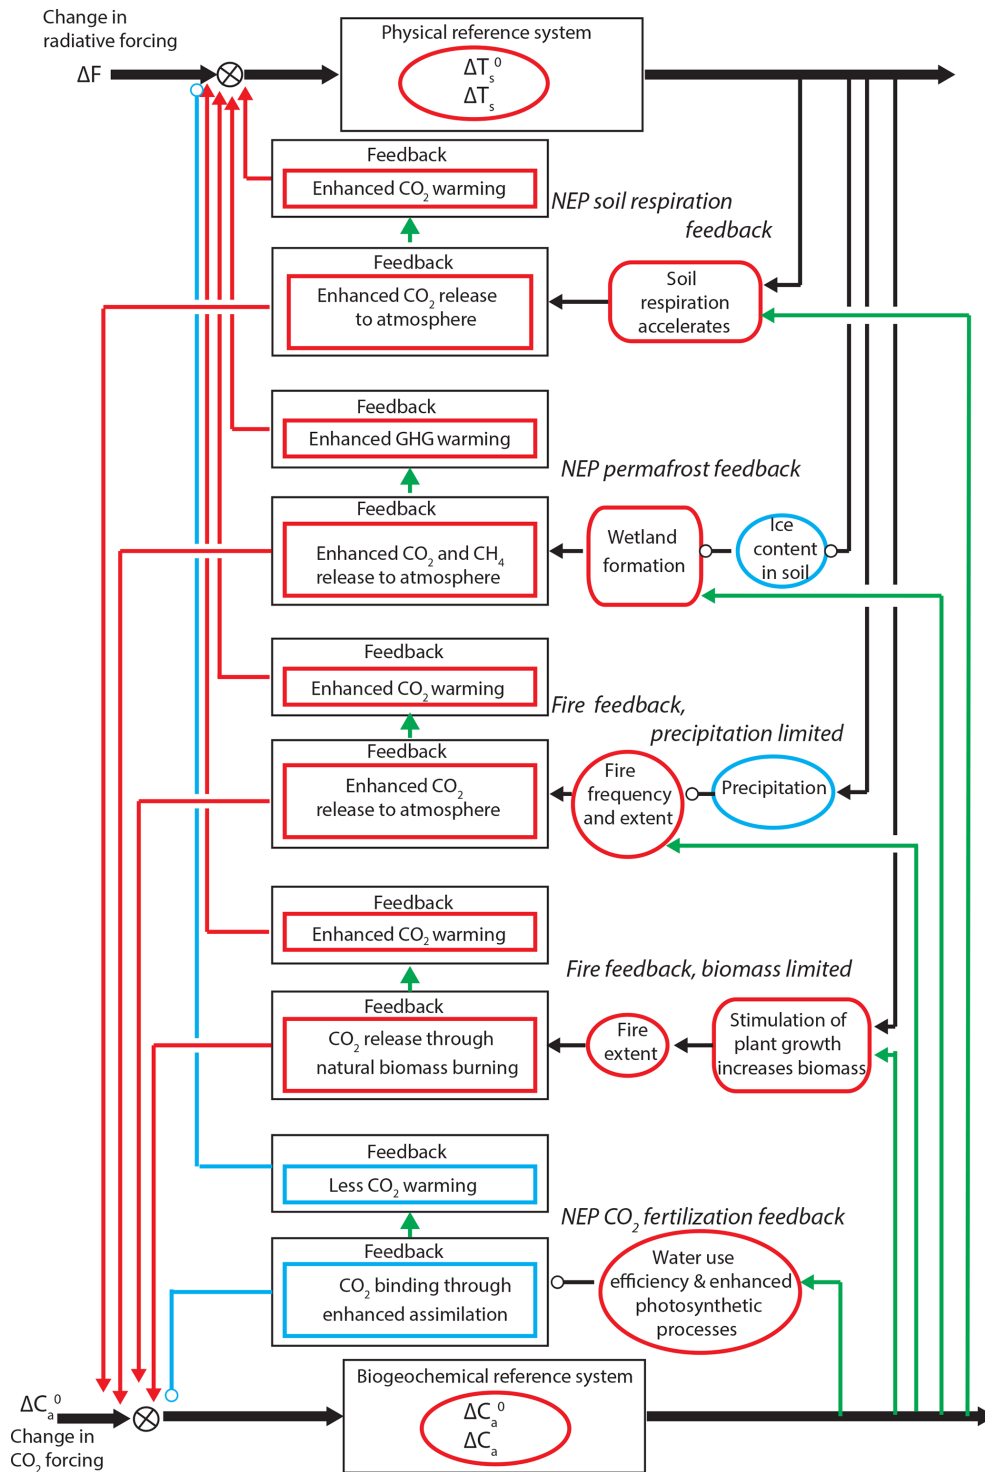 Change in
radiative forcing
ΔF
Physical reference system
ΔTₛ⁰
ΔTₛ
Feedback
Enhanced CO₂ warming
NEP soil respiration
feedback
Feedback
Enhanced CO₂ release
to atmosphere
Soil
respiration
accelerates
Feedback
Enhanced GHG warming
NEP permafrost feedback
Feedback
Enhanced CO₂ and CH₄
release to atmosphere
Wetland
formation
Ice
content
in soil
Feedback
Enhanced CO₂ warming
Fire feedback,
precipitation limited
Feedback
Enhanced CO₂
release to atmosphere
Fire
frequency
and extent
Precipitation
Feedback
Enhanced CO₂ warming
Fire feedback, biomass limited
Feedback
CO₂ release through
natural biomass burning
Fire
extent
Stimulation of
plant growth
increases biomass
Feedback
Less CO₂ warming
NEP CO₂ fertilization feedback
Feedback
CO₂ binding through
enhanced assimilation
Water use
efficiency & enhanced
photosynthetic
processes
Biogeochemical reference system
ΔCₐ⁰
ΔCₐ
ΔCₐ⁰
Change in
CO₂ forcing